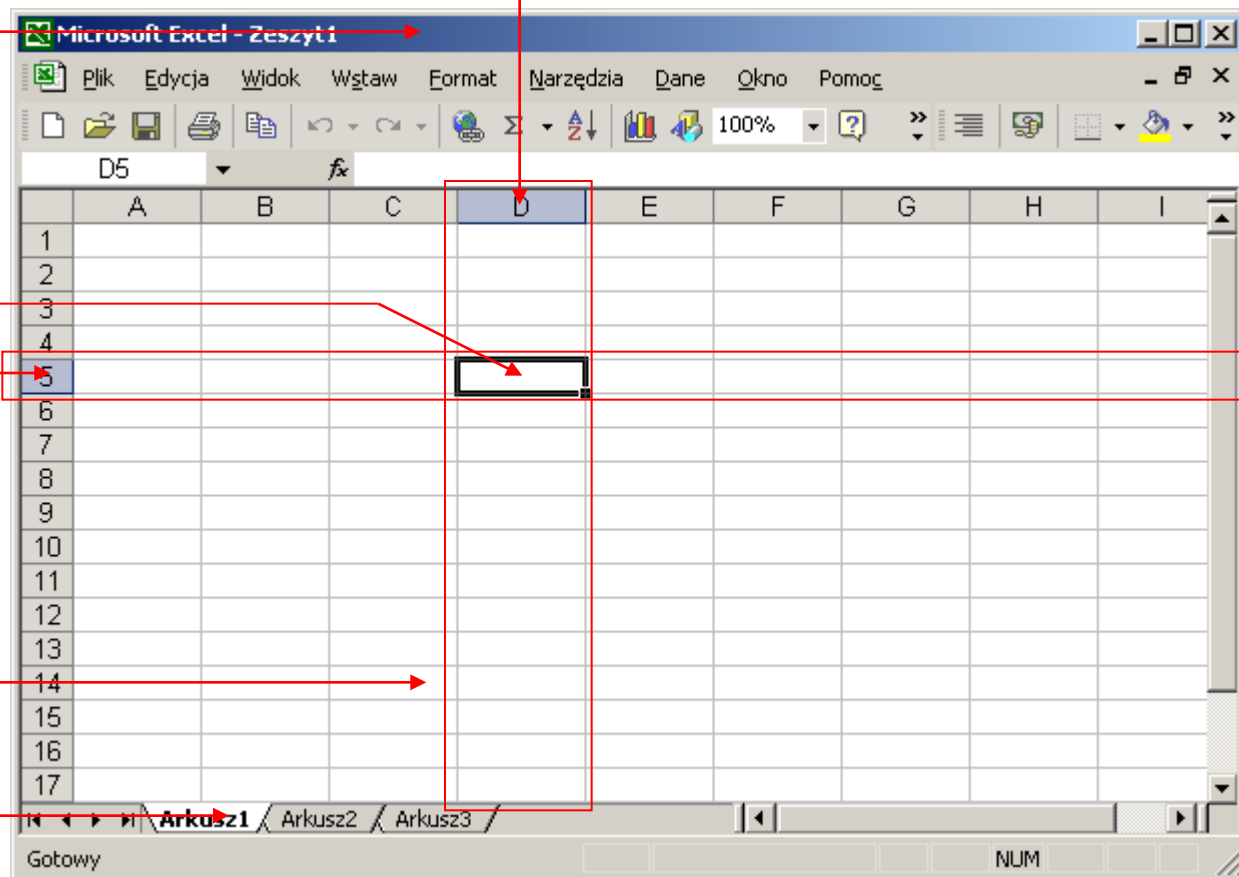 Microsoft Excel - Zeszyt1
Plik Edycja Widok Wstaw Format Narzędzia Dane Okno Pomoc
Σ A Z 100% ? » »
D5 fx
A B C D E F G H I
1
2
3
4
5
6
7
8
9
10
11
12
13
14
15
16
17
Arkusz1 Arkusz2 Arkusz3
Gotowy NUM